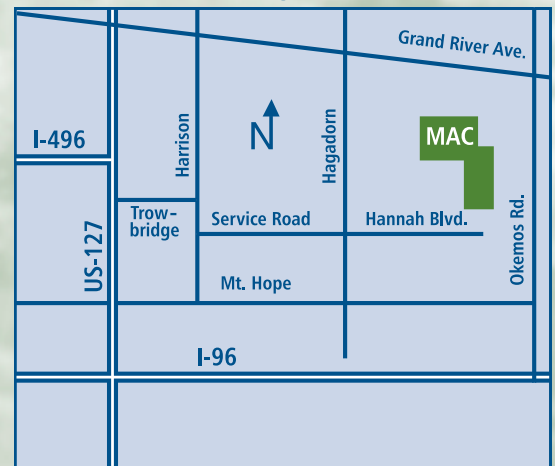 Grand River Ave.
I-496
Harrison
N
Hagadorn
MAC
US-127
Trow-
bridge
Service Road
Hannah Blvd.
Okemos Rd.
Mt. Hope
I-96